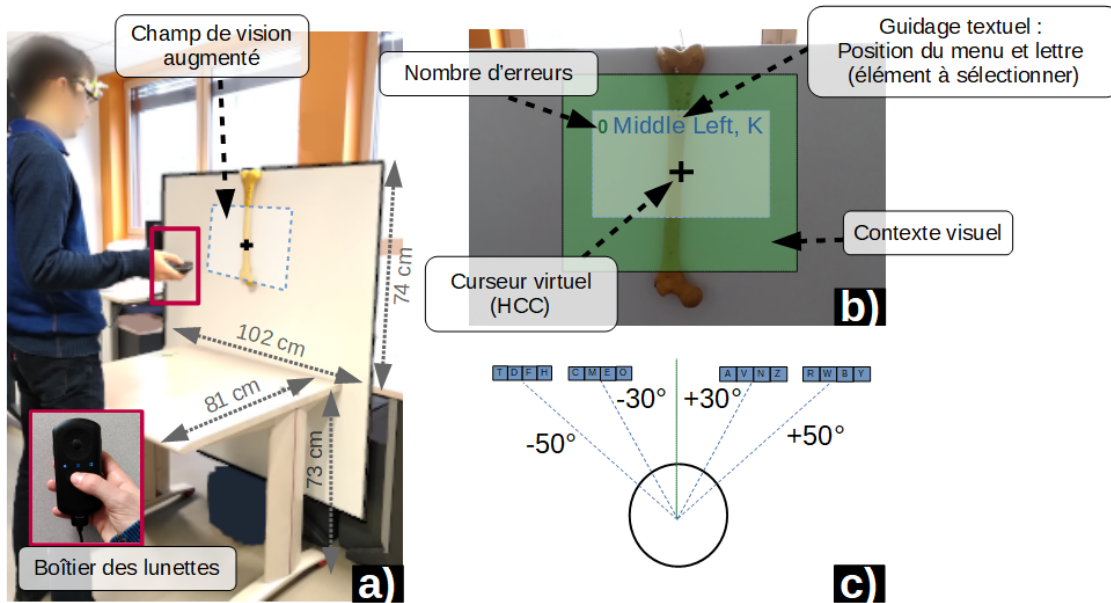 Champ de vision
augmenté
102 cm
81 cm
74 cm
73 cm
Boîtier des lunettes
a)
Guidage textuel :
Position du menu et lettre
(élément à sélectionner)
Nombre d'erreurs
0 Middle Left, K
Contexte visuel
Curseur virtuel
(HCC)
b)
T D F H
C M E O
A V N Z
R W B Y
-30°
+30°
-50°
+50°
c)